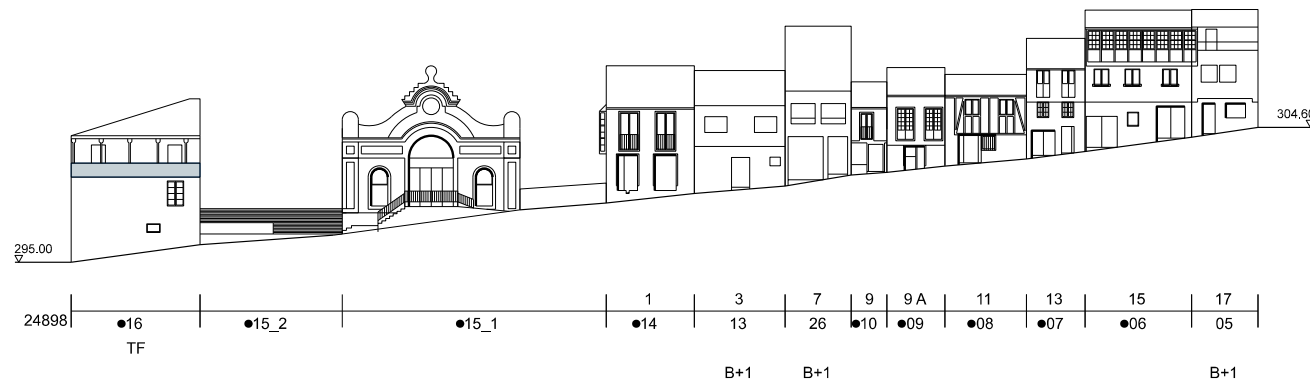 304.60
295.00
1 3 7 9 9 A 11 13 15 17
24898 ●16 ●15_2 ●15_1 ●14 13 26 ●10 ●09 ●08 ●07 ●06 05
TF
B+1 B+1 B+1